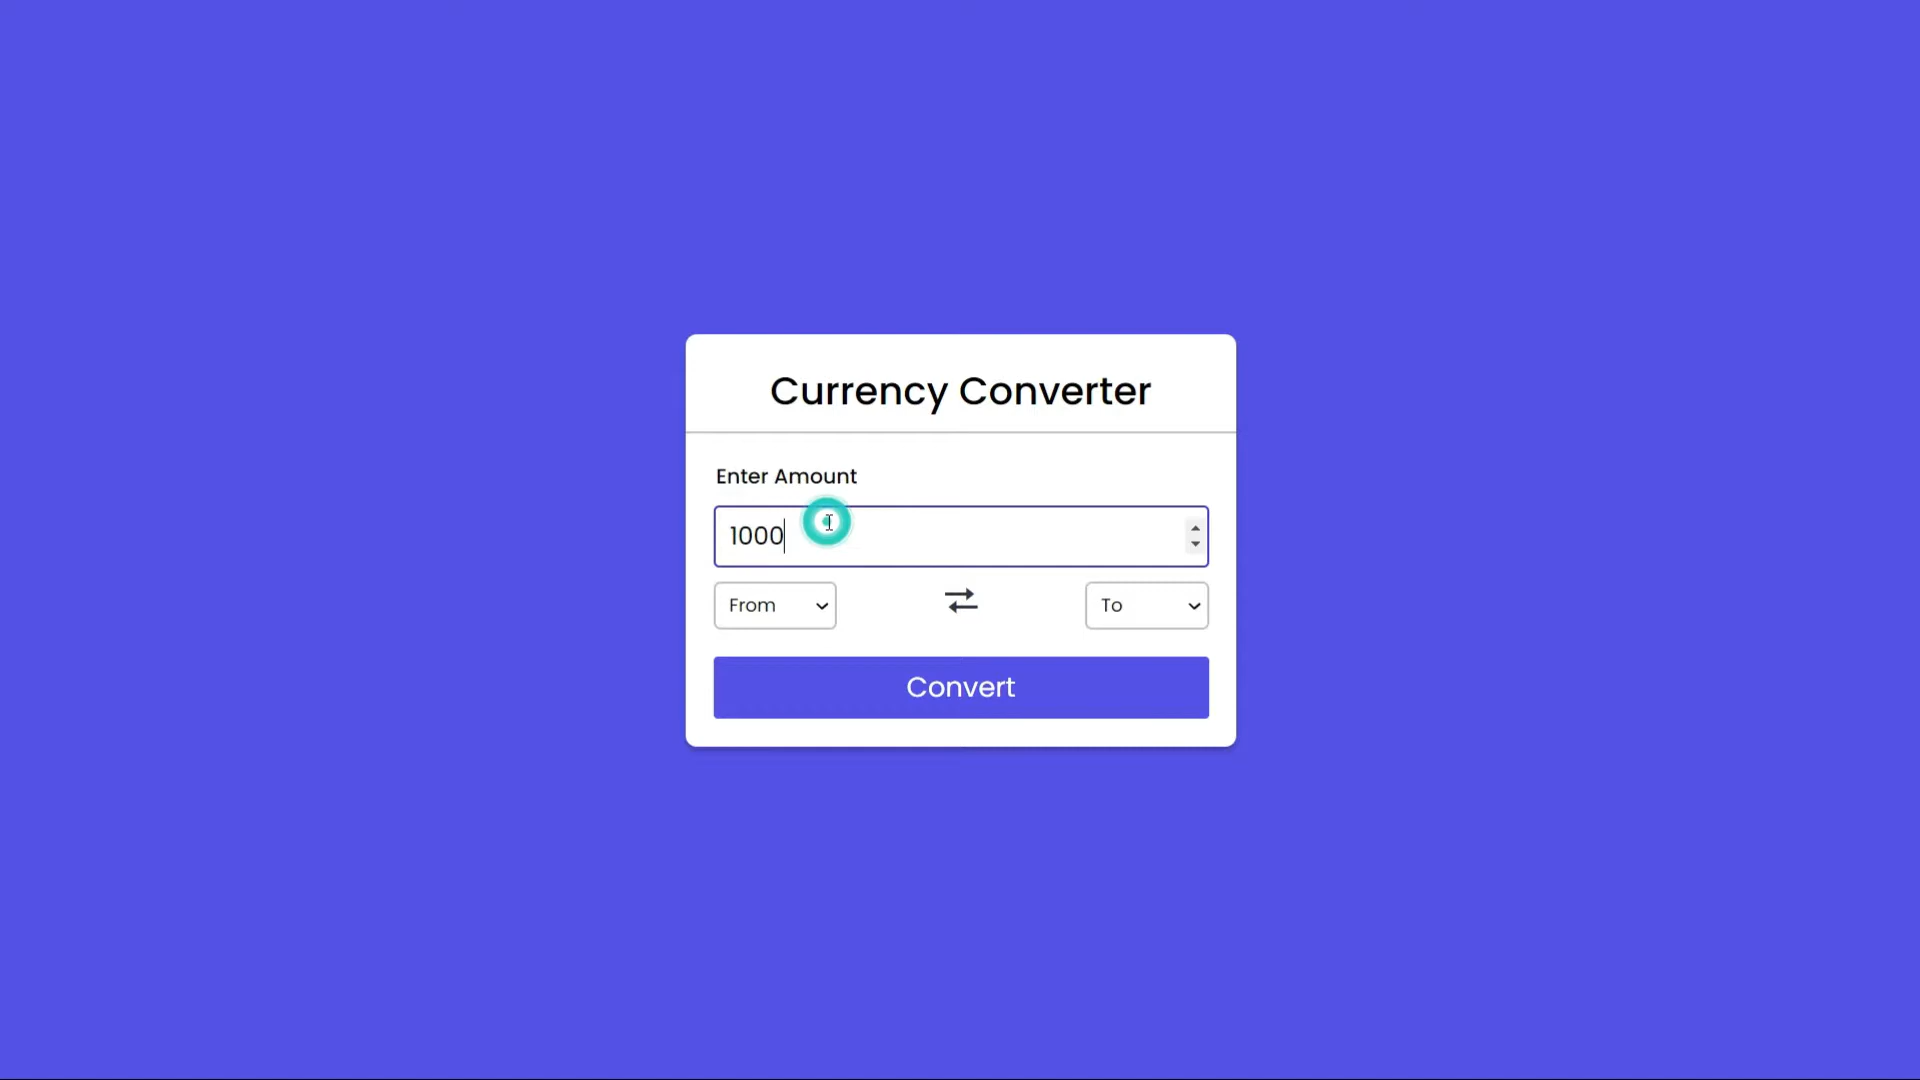 Currency Converter
Enter Amount
1000
From
To
Convert